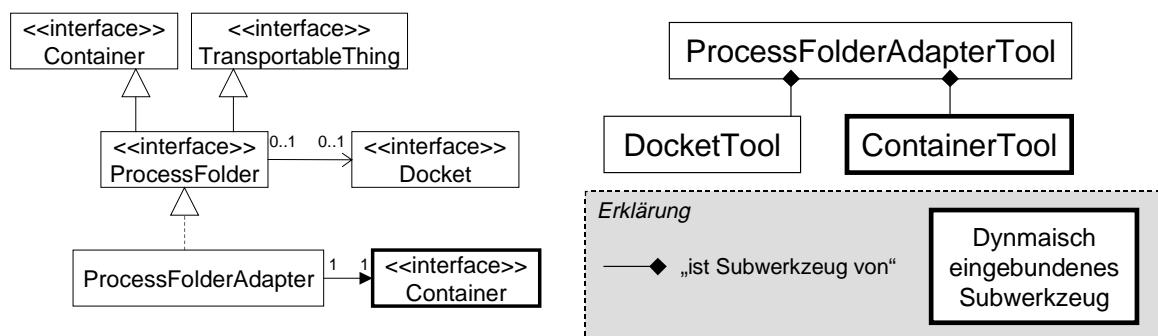 <<interface>>
Container
<<interface>>
TransportableThing
<<interface>>
ProcessFolder
0..1
0..1
<<interface>>
Docket
ProcessFolderAdapter
1
1
<<interface>>
Container
ProcessFolderAdapterTool
DocketTool
ContainerTool
Erklärung
„ist Subwerkzeug von“
Dynmaisch
eingebundenes
Subwerkzeug